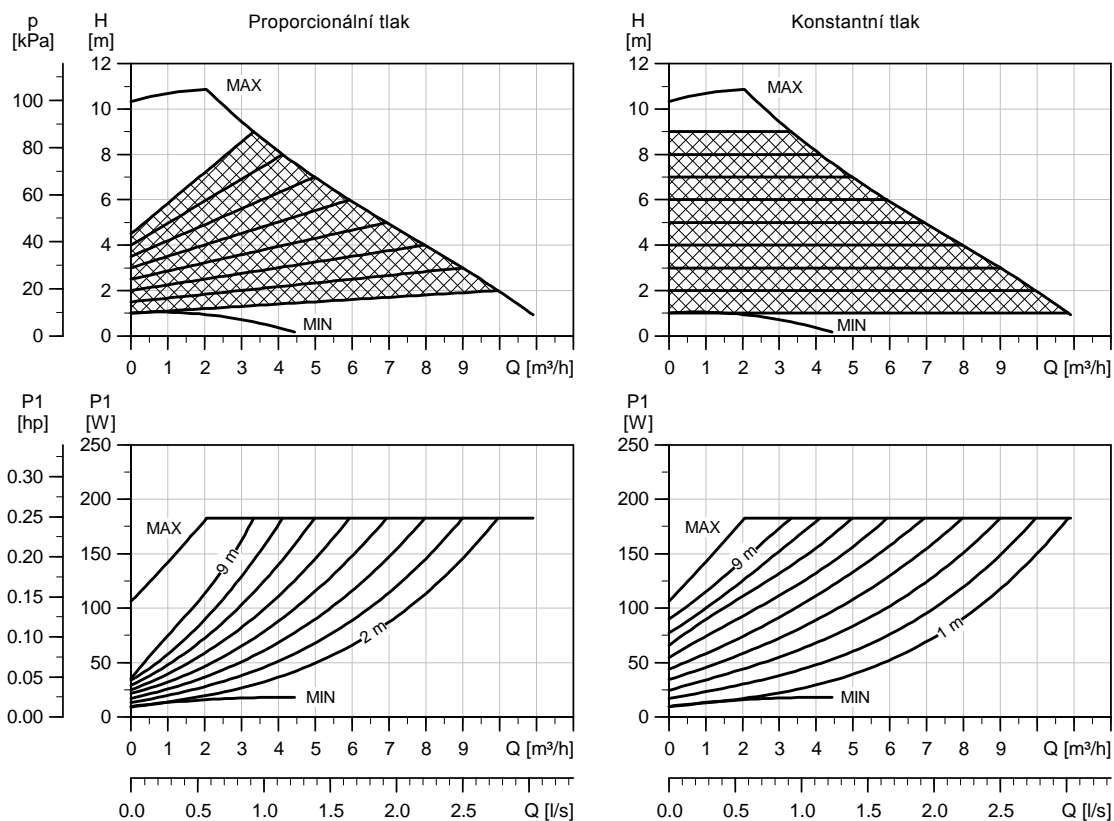 p H Proporcionální tlak H Konstantní tlak
[kPa] [m] [m]
12 12
MAX MAX
100 10 10
80 8 8
60 6 6
40 4 4
20 2 2
MIN MIN
0 0 0
0 1 2 3 4 5 6 7 8 9 Q [m³/h] 0 1 2 3 4 5 6 7 8 9 Q [m³/h]
P1 P1 P1
[hp] [W] [W]
250 250
0.30
200 200
0.25 MAX MAX
0.20 150 9 m 150 9 m
0.15
100 100
0.10 2 m 1 m
50 50
0.05
MIN MIN
0.00 0 0
0 1 2 3 4 5 6 7 8 9 Q [m³/h] 0 1 2 3 4 5 6 7 8 9 Q [m³/h]
0.0 0.5 1.0 1.5 2.0 2.5 Q [l/s] 0.0 0.5 1.0 1.5 2.0 2.5 Q [l/s]